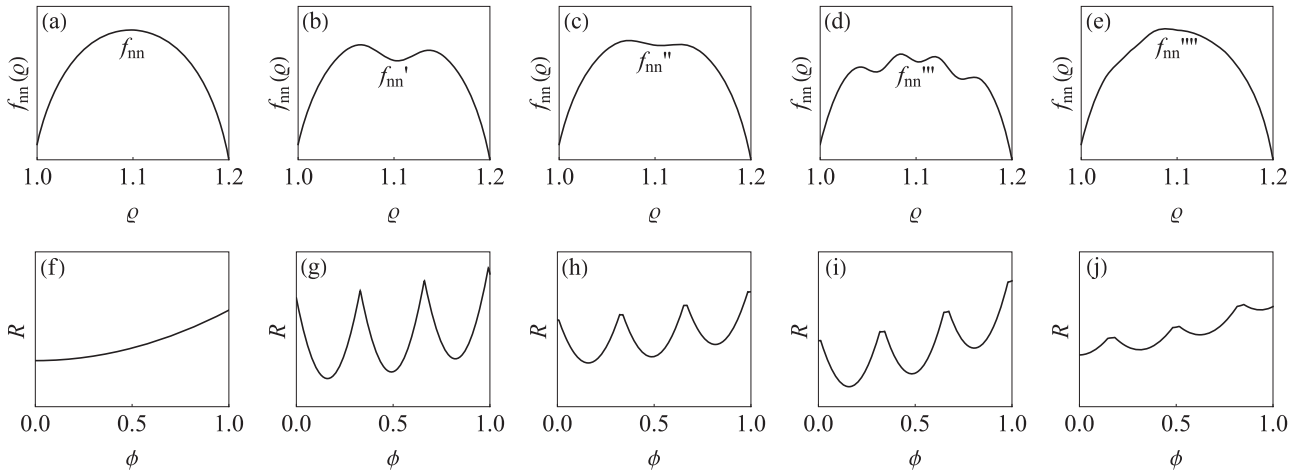 (a) (b) (c) (d) (e)
f_nn f_nn' f_nn'' f_nn''' f_nn''''
f_nn(ϱ) f_nn(ϱ) f_nn(ϱ) f_nn(ϱ) f_nn(ϱ)
1.0 1.1 1.2 1.0 1.1 1.2 1.0 1.1 1.2 1.0 1.1 1.2 1.0 1.1 1.2
ϱ ϱ ϱ ϱ ϱ
(f) (g) (h) (i) (j)
R R R R R
0.0 0.5 1.0 0.0 0.5 1.0 0.0 0.5 1.0 0.0 0.5 1.0 0.0 0.5 1.0
ϕ ϕ ϕ ϕ ϕ